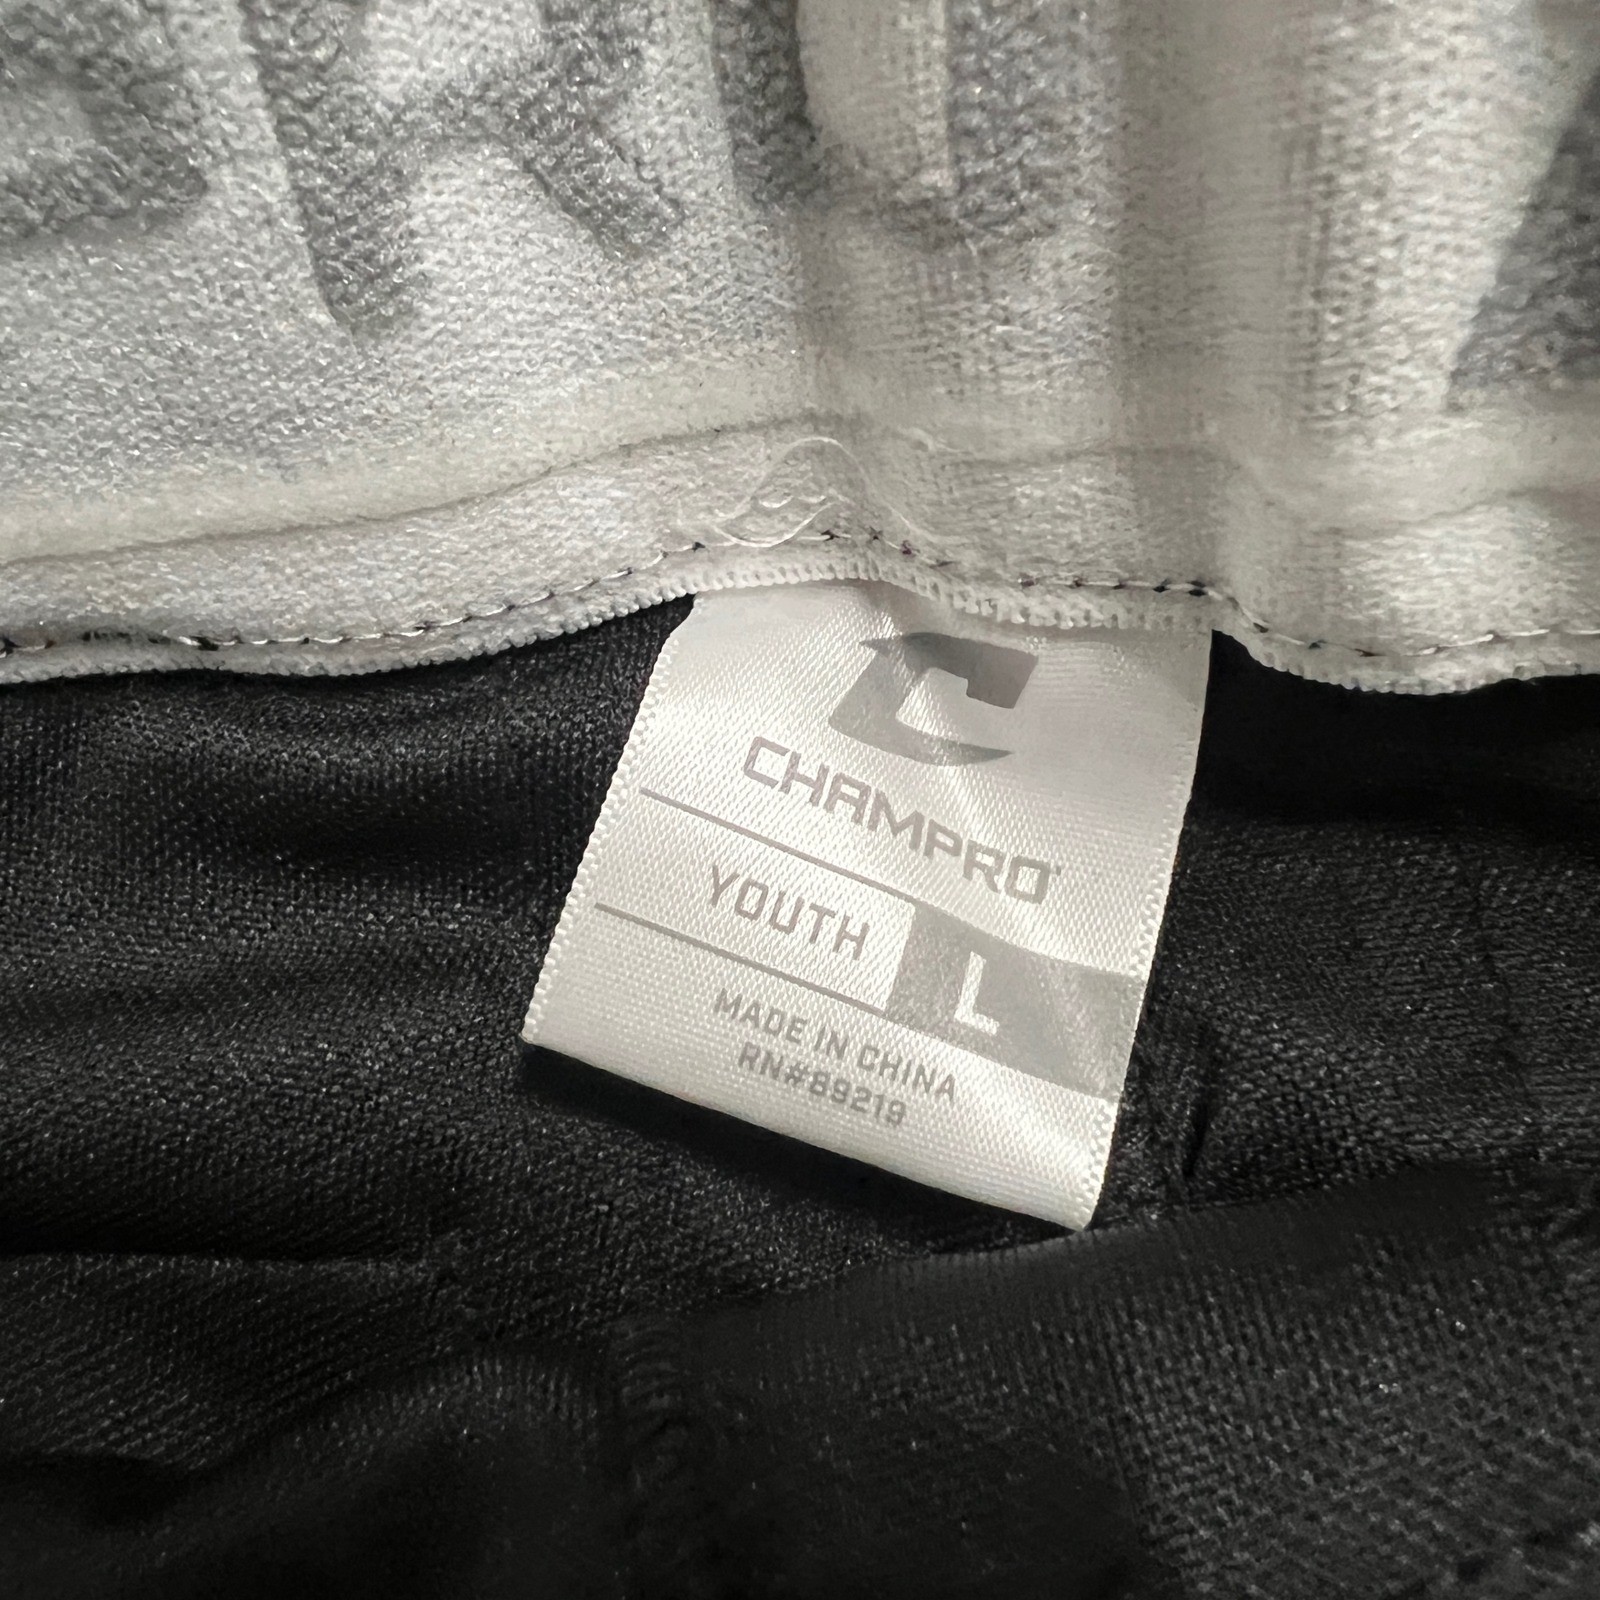 CHAMPRO
YOUTH L
MADE IN CHINA
RN#89219